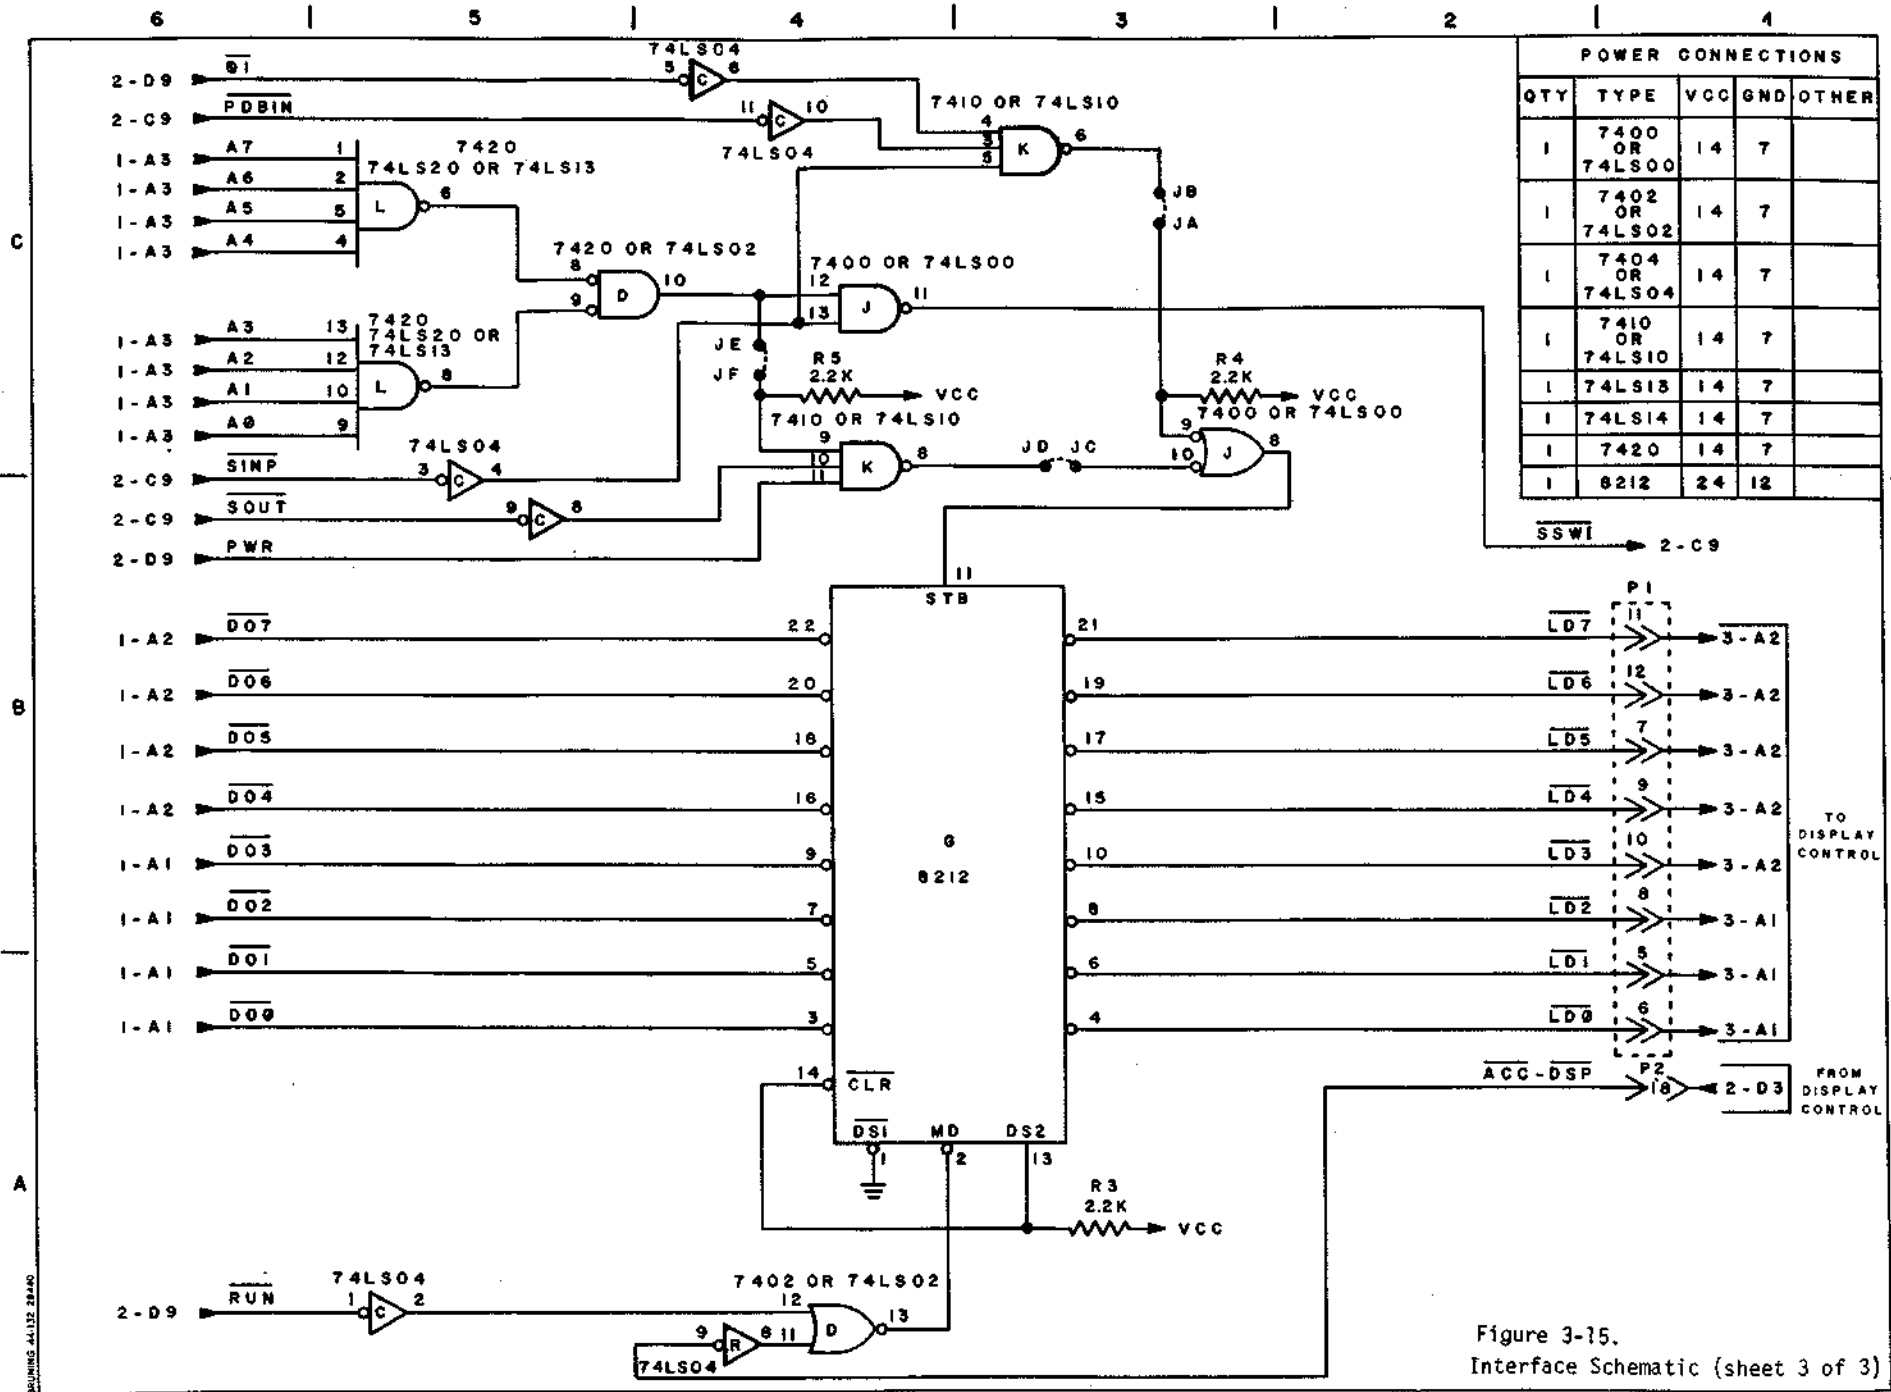 6 5 4 3 2 1
C
B
A
POWER CONNECTIONS
QTY TYPE VCC GND OTHER
1 7400 OR 74LS00 14 7
1 7402 OR 74LS02 14 7
1 7404 OR 74LS04 14 7
1 7410 OR 74LS10 14 7
1 74LS13 14 7
1 74LS14 14 7
1 7420 14 7
1 8212 24 12
2-D9 Ø1 5 74LS04 C 6
2-C9 PDBIN 11 C 10 74LS04
7410 OR 74LS10
4 3 5 K 6
JB
JA
1-A3 A7 1
1-A3 A6 2
1-A3 A5 5
1-A3 A4 4
7420
74LS20 OR 74LS13
L 6
7420 OR 74LS02
8 9 D 10
7400 OR 74LS00
12 13 J 11
1-A3 A3 13
1-A3 A2 12
1-A3 A1 10
1-A3 A0 9
7420
74LS20 OR
74LS13
L 8
JE
JF
R5
2.2K
VCC
R4
2.2K
VCC
7410 OR 74LS10
9 10 11 K 8
JD JC
7400 OR 74LS00
9 10 J 8
2-C9 SINP 3 74LS04 C 4
2-C9 SOUT 9 C 8
2-D9 PWR
SSWI 2-C9
11
STB
P1
1-A2 DO7 22 21 LD7 11 3-A2
1-A2 DO6 20 19 LD6 12 3-A2
1-A2 DO5 18 17 LD5 7 3-A2
1-A2 DO4 16 15 LD4 9 3-A2
1-A1 DO3 9 10 LD3 10 3-A2
1-A1 DO2 7 8 LD2 8 3-A1
1-A1 DO1 5 6 LD1 5 3-A1
1-A1 DO0 3 4 LD0 6 3-A1
G
8212
TO
DISPLAY
CONTROL
14 CLR
DS1 MD DS2
1 2 13
ACC-DSP P2 18 2-D3
FROM
DISPLAY
CONTROL
R3
2.2K
VCC
2-D9 RUN 1 74LS04 C 2
7402 OR 74LS02
12 11 D 13
9 R 8
74LS04
Figure 3-15.
Interface Schematic (sheet 3 of 3)